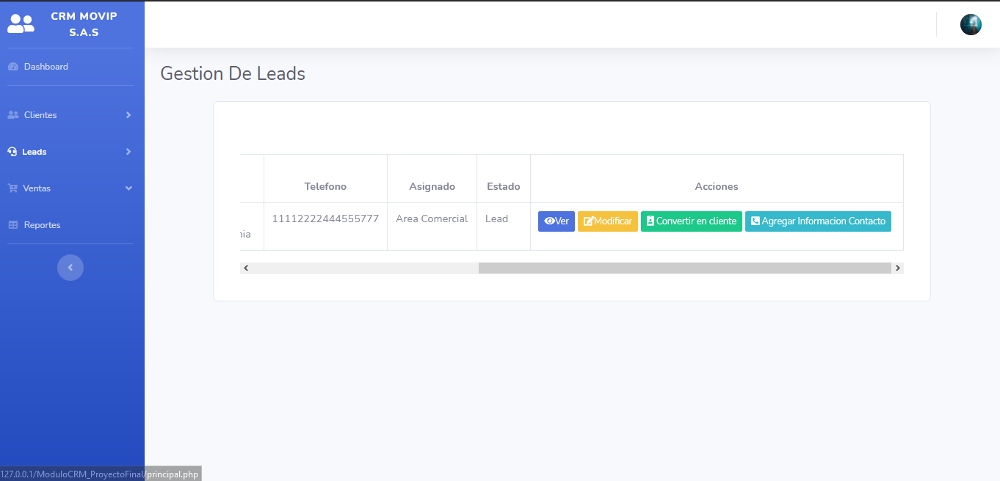 CRM MOVIP
S.A.S
Dashboard
Clientes
Leads
Ventas
Reportes
Gestion De Leads
Telefono Asignado Estado Acciones
11112222444555777 Area Comercial Lead Ver Modificar Convertir en cliente Agregar Informacion Contacto
nia
127.0.0.1/ModuloCRM_ProyectoFinal/principal.php